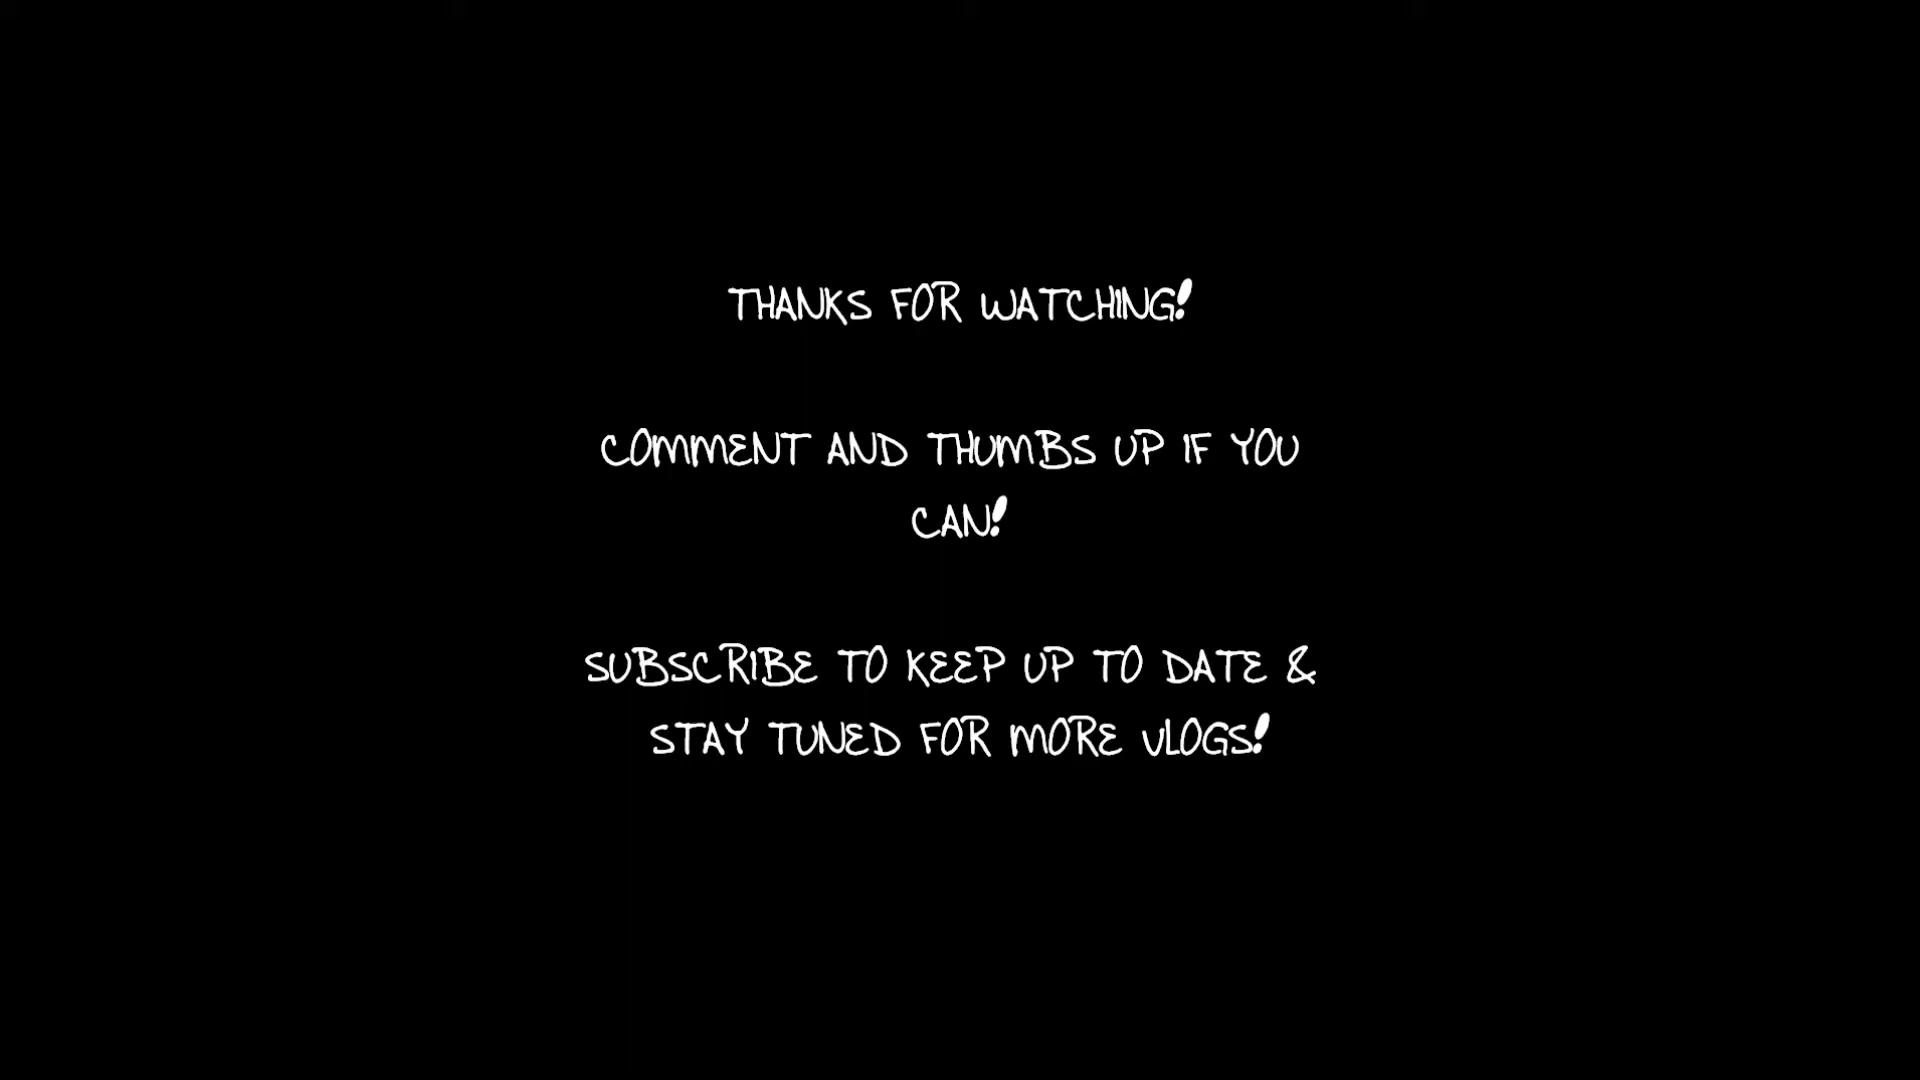 THANKS FOR WATCHING!
COMMENT AND THUMBS UP IF YOU
CAN!
SUBSCRIBE TO KEEP UP TO DATE &
STAY TUNED FOR MORE VLOGS!